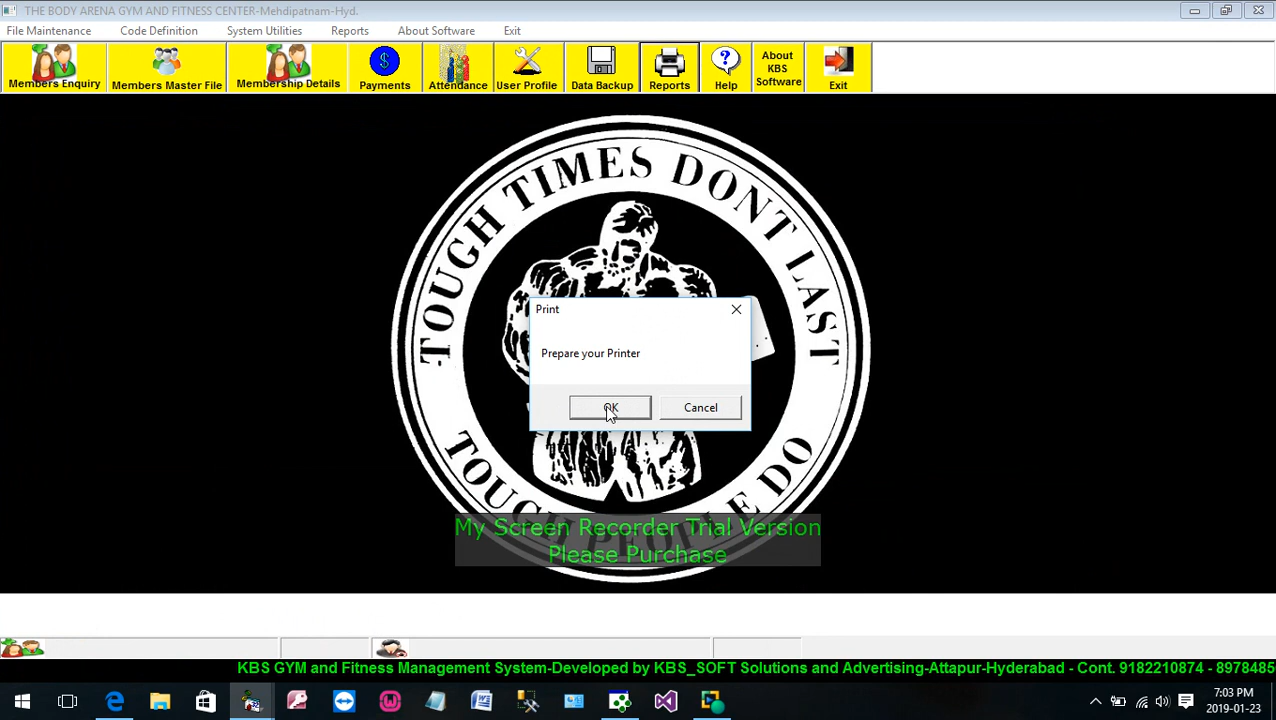 THE BODY ARENA GYM AND FITNESS CENTER-Mehdipatnam-Hyd.
File Maintenance Code Definition System Utilities Reports About Software Exit
Members Enquiry Members Master File Membership Details Payments Attendance User Profile Data Backup Reports Help About KBS Software Exit
TOUGH TIMES DONT LAST
Print
Prepare your Printer
OK Cancel
TOUGH PEOPLE DO
My Screen Recorder Trial Version
Please Purchase
KBS GYM and Fitness Management System-Developed by KBS_SOFT Solutions and Advertising-Attapur-Hyderabad - Cont. 9182210874 - 8978485
7:03 PM
2019-01-23